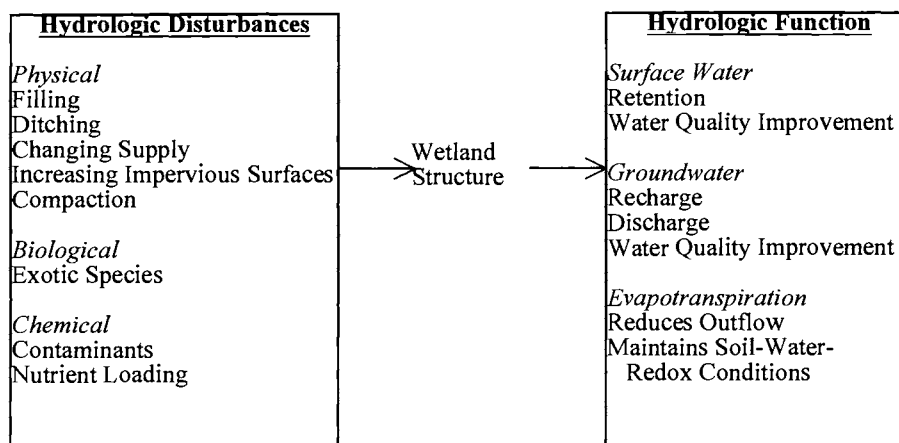 Hydrologic Disturbances
Physical
Filling
Ditching
Changing Supply
Increasing Impervious Surfaces
Compaction
Biological
Exotic Species
Chemical
Contaminants
Nutrient Loading
Wetland
Structure
Hydrologic Function
Surface Water
Retention
Water Quality Improvement
Groundwater
Recharge
Discharge
Water Quality Improvement
Evapotranspiration
Reduces Outflow
Maintains Soil-Water-
Redox Conditions